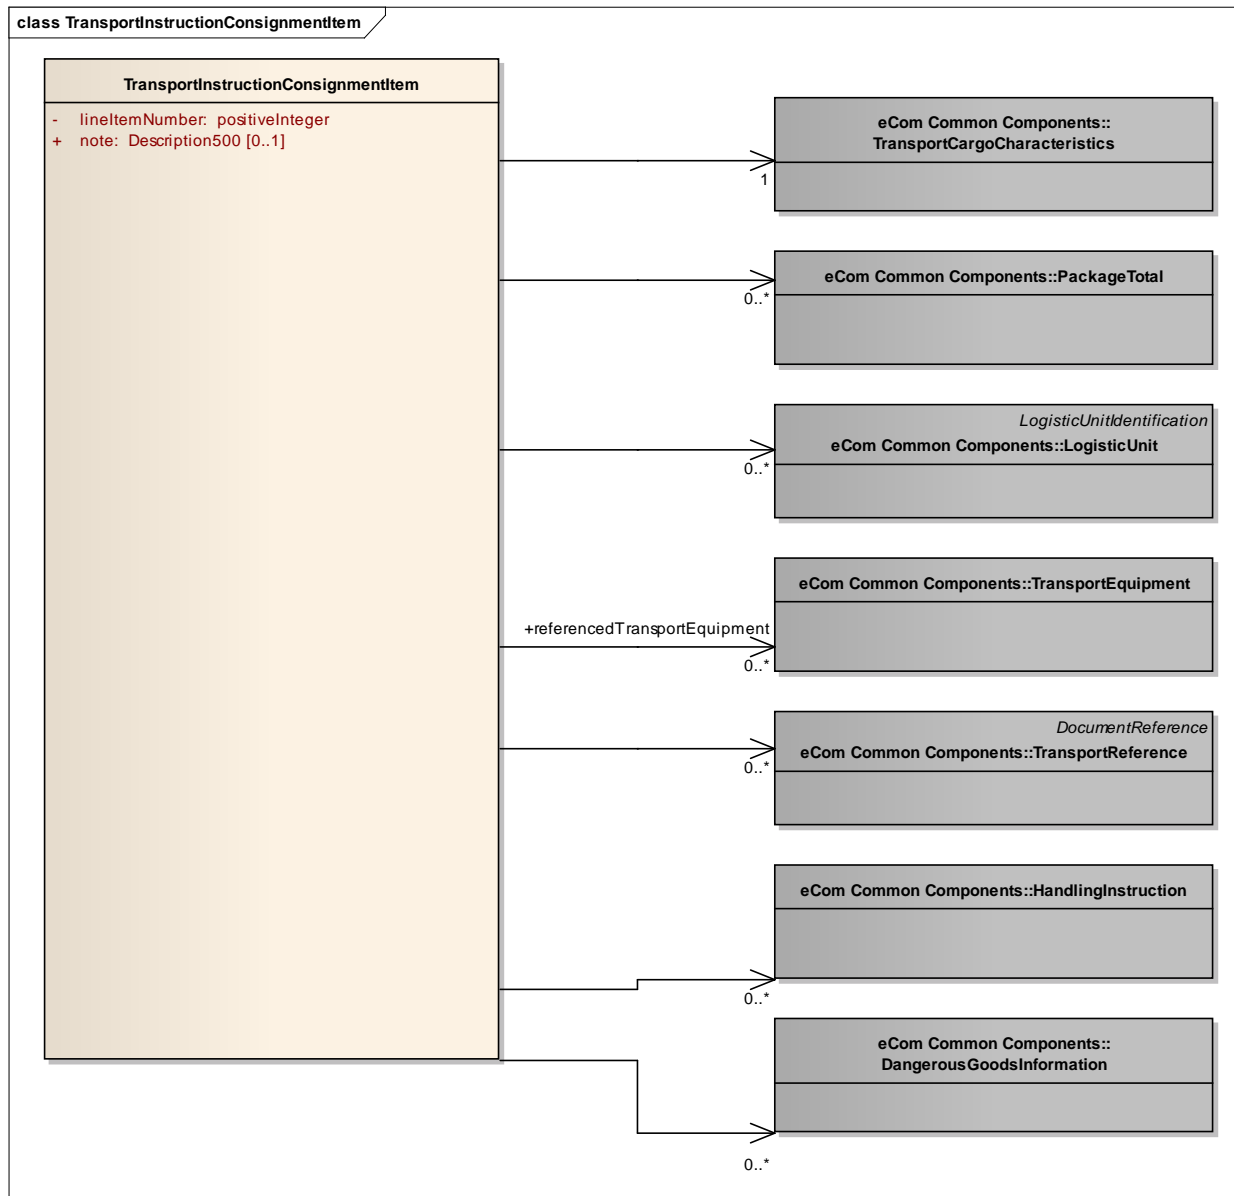 class TransportInstructionConsignmentItem
TransportInstructionConsignmentItem
- lineItemNumber: positiveInteger
+ note: Description500 [0..1]
eCom Common Components::
TransportCargoCharacteristics
1
eCom Common Components::PackageTotal
0..*
LogisticUnitIdentification
eCom Common Components::LogisticUnit
0..*
eCom Common Components::TransportEquipment
+referencedTransportEquipment
0..*
DocumentReference
eCom Common Components::TransportReference
0..*
eCom Common Components::HandlingInstruction
0..*
eCom Common Components::
DangerousGoodsInformation
0..*